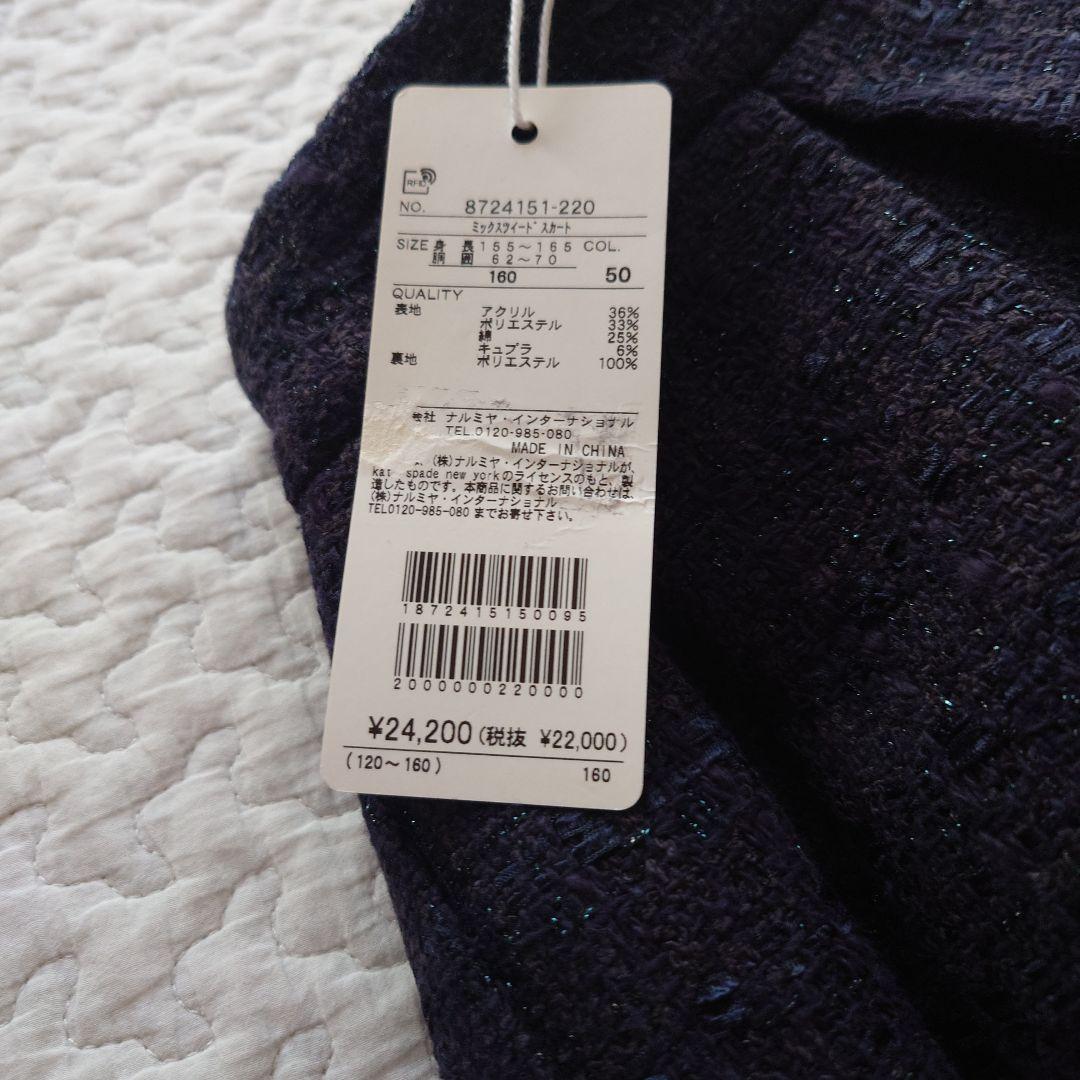 RFID
NO. 8724151-220
ミックスツイードスカート
SIZE 身長 155～165 COL.
胴囲 62～70
160 50
QUALITY
表地 アクリル 36%
ポリエステル 33%
綿 25%
キュプラ 6%
裏地 ポリエステル 100%
会社 ナルミヤ・インターナショナル
TEL.0120-985-080
MADE IN CHINA
(株)ナルミヤ・インターナショナルが、
kat spade new yorkのライセンスのもと、製
造したものです。本商品に関するお問い合わせは、
(株)ナルミヤ・インターナショナル
TEL0120-985-080 までお寄せ下さい。
1872415150095
2000000220000
¥24,200(税抜 ¥22,000)
(120～160) 160